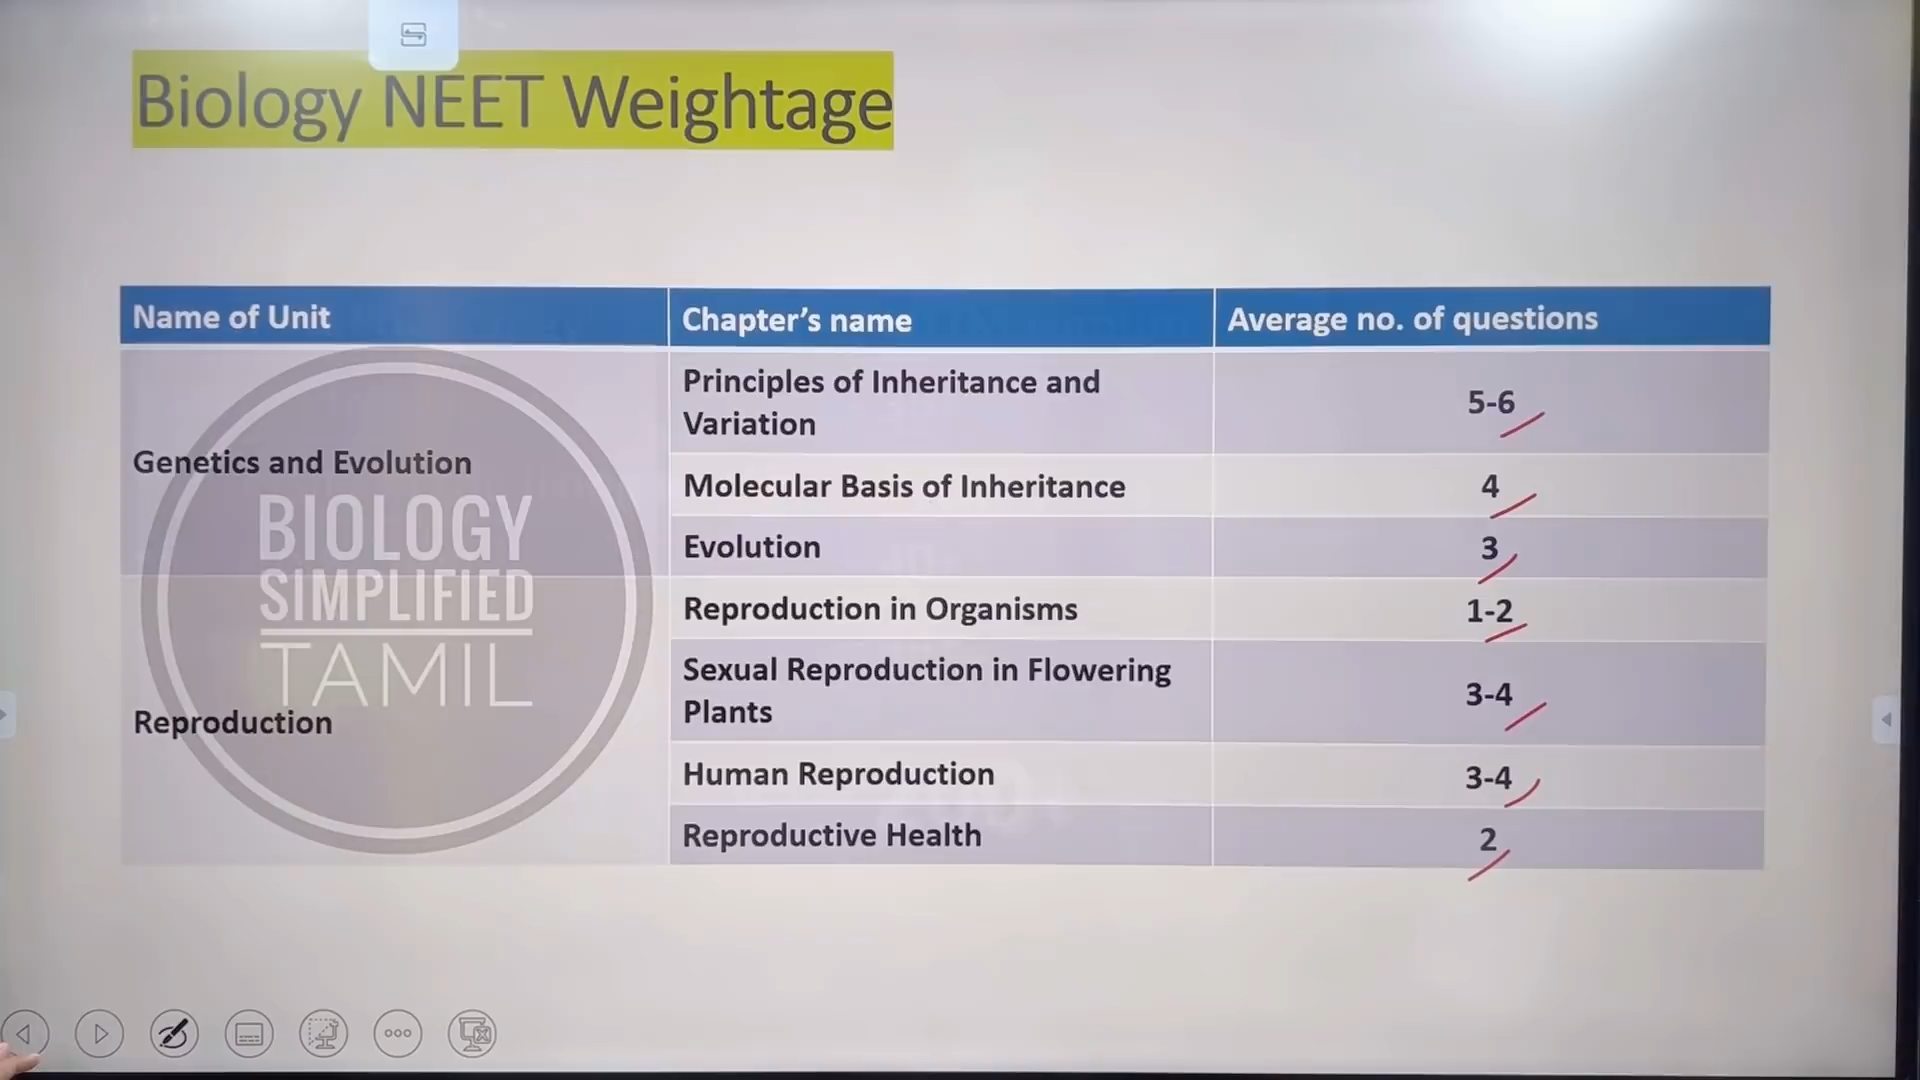 Biology NEET Weightage
Name of Unit
Chapter's name
Average no. of questions
Genetics and Evolution
Principles of Inheritance and
Variation
5-6
Molecular Basis of Inheritance
4
Evolution
3
Reproduction
Reproduction in Organisms
1-2
Sexual Reproduction in Flowering
Plants
3-4
Human Reproduction
3-4
Reproductive Health
2
BIOLOGY
SIMPLIFIED
TAMIL